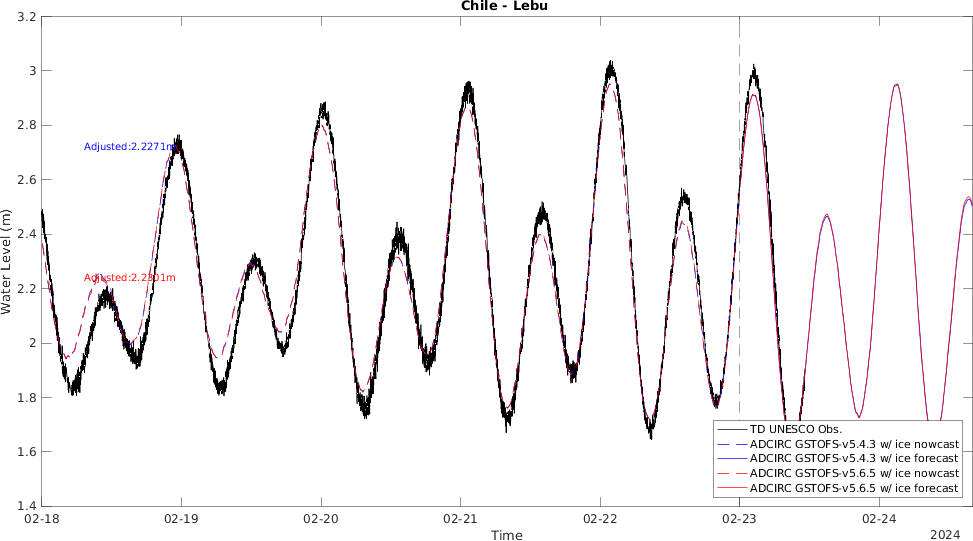 Chile - Lebu
3.2
3
2.8
2.6
2.4
2.2
2
1.8
1.6
1.4
Water Level (m)
Adjusted:2.2271m
Adjusted:2.2301m
TD UNESCO Obs.
ADCIRC GSTOFS-v5.4.3 w/ ice nowcast
ADCIRC GSTOFS-v5.4.3 w/ ice forecast
ADCIRC GSTOFS-v5.6.5 w/ ice nowcast
ADCIRC GSTOFS-v5.6.5 w/ ice forecast
02-18 02-19 02-20 02-21 02-22 02-23 02-24
Time
2024